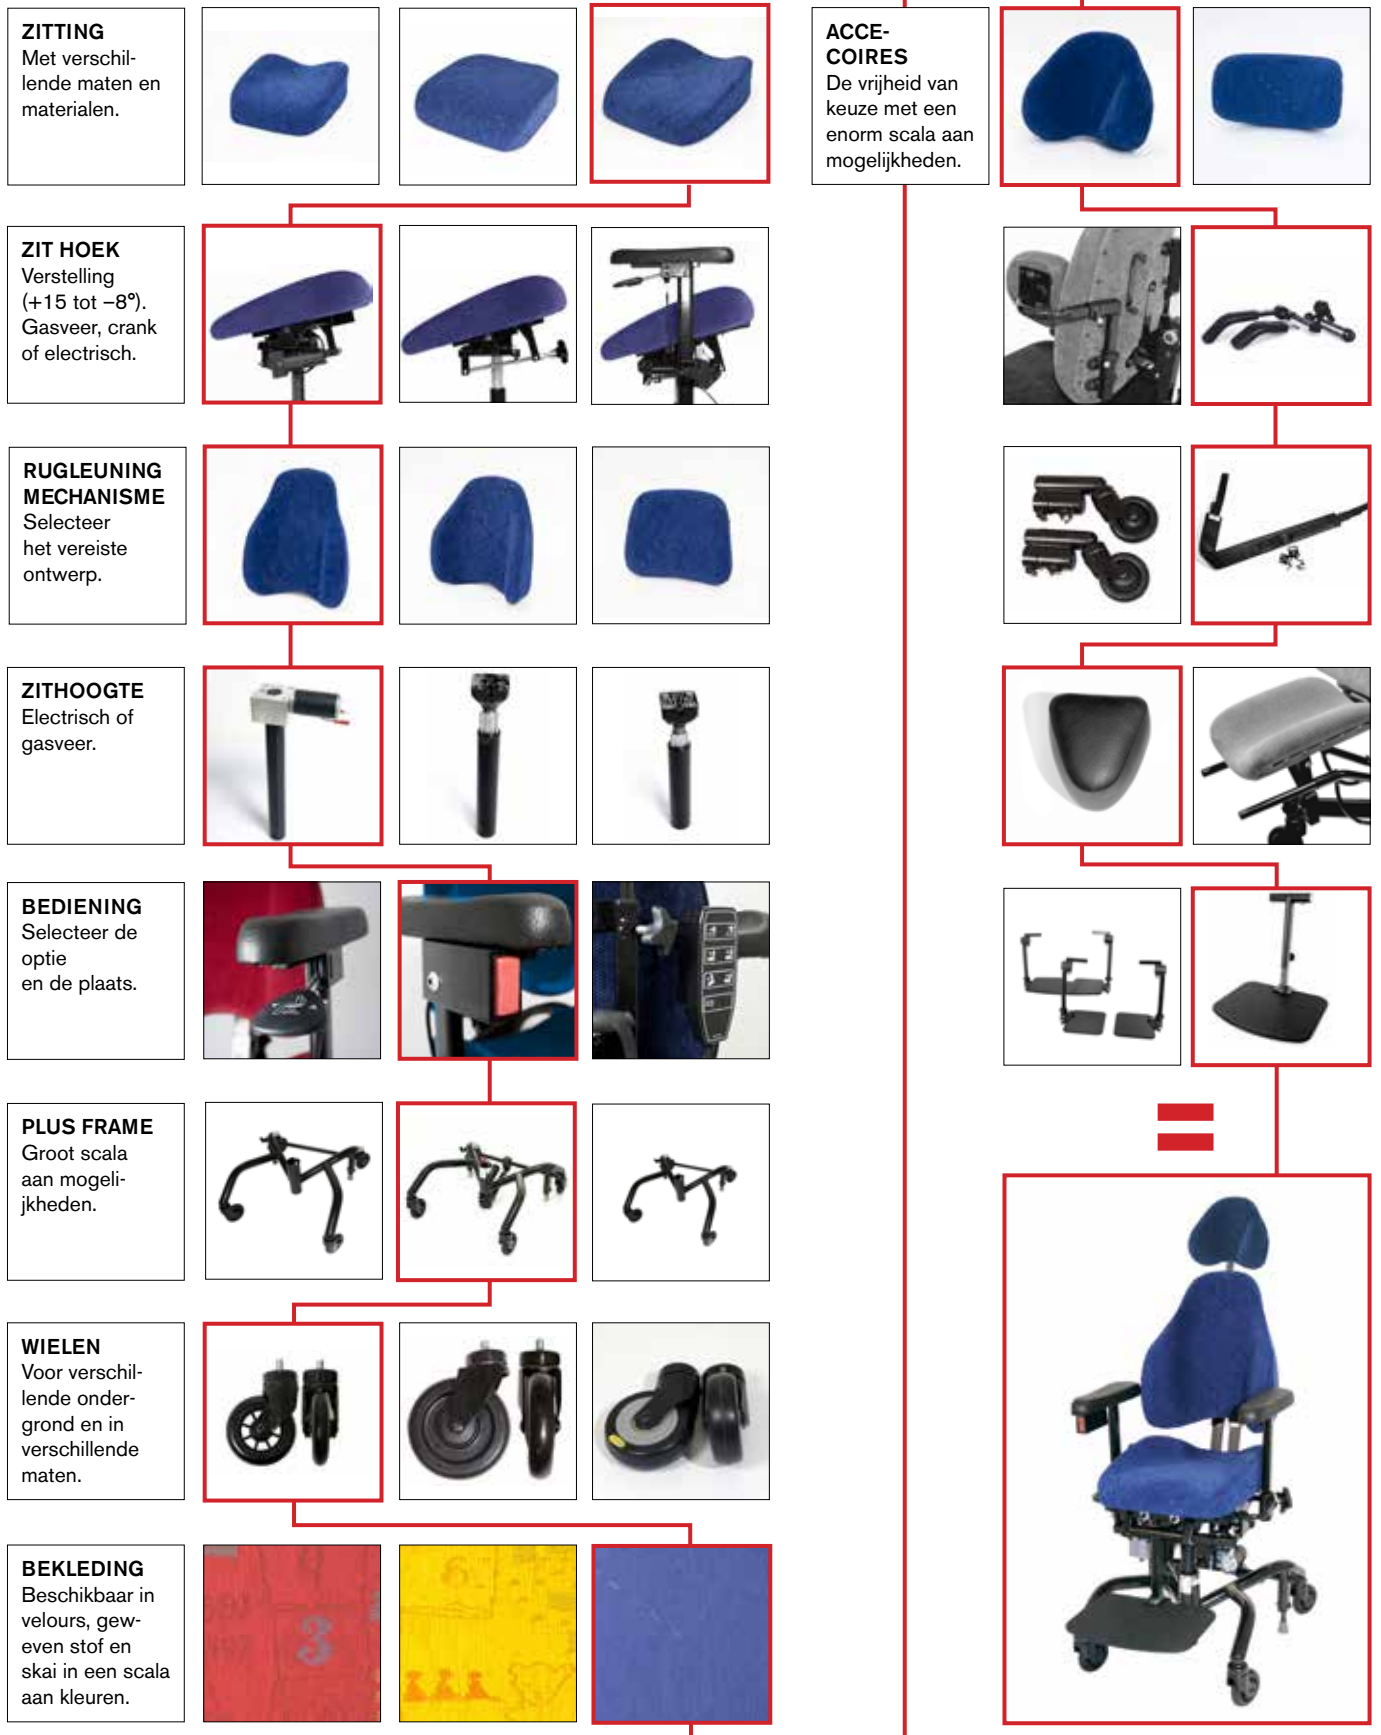 ZITTING
Met verschil-
lende maten en
materialen.
ZIT HOEK
Verstelling
(+15 tot –8°).
Gasveer, crank
of electrisch.
RUGLEUNING
MECHANISME
Selecteer
het vereiste
ontwerp.
ZITHOOGTE
Electrisch of
gasveer.
BEDIENING
Selecteer de
optie
en de plaats.
PLUS FRAME
Groot scala
aan mogeli-
jkheden.
WIELEN
Voor verschil-
lende onder-
grond en in
verschillende
maten.
BEKLEDING
Beschikbaar in
velours, gew-
even stof en
skai in een scala
aan kleuren.
3
6
ACCE-
COIRES
De vrijheid van
keuze met een
enorm scala aan
mogelijkheden.